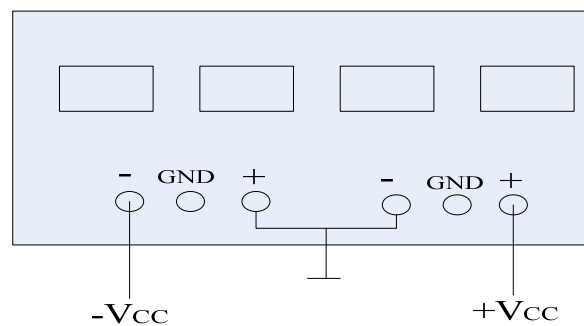 - GND + - GND +
-VCC +VCC